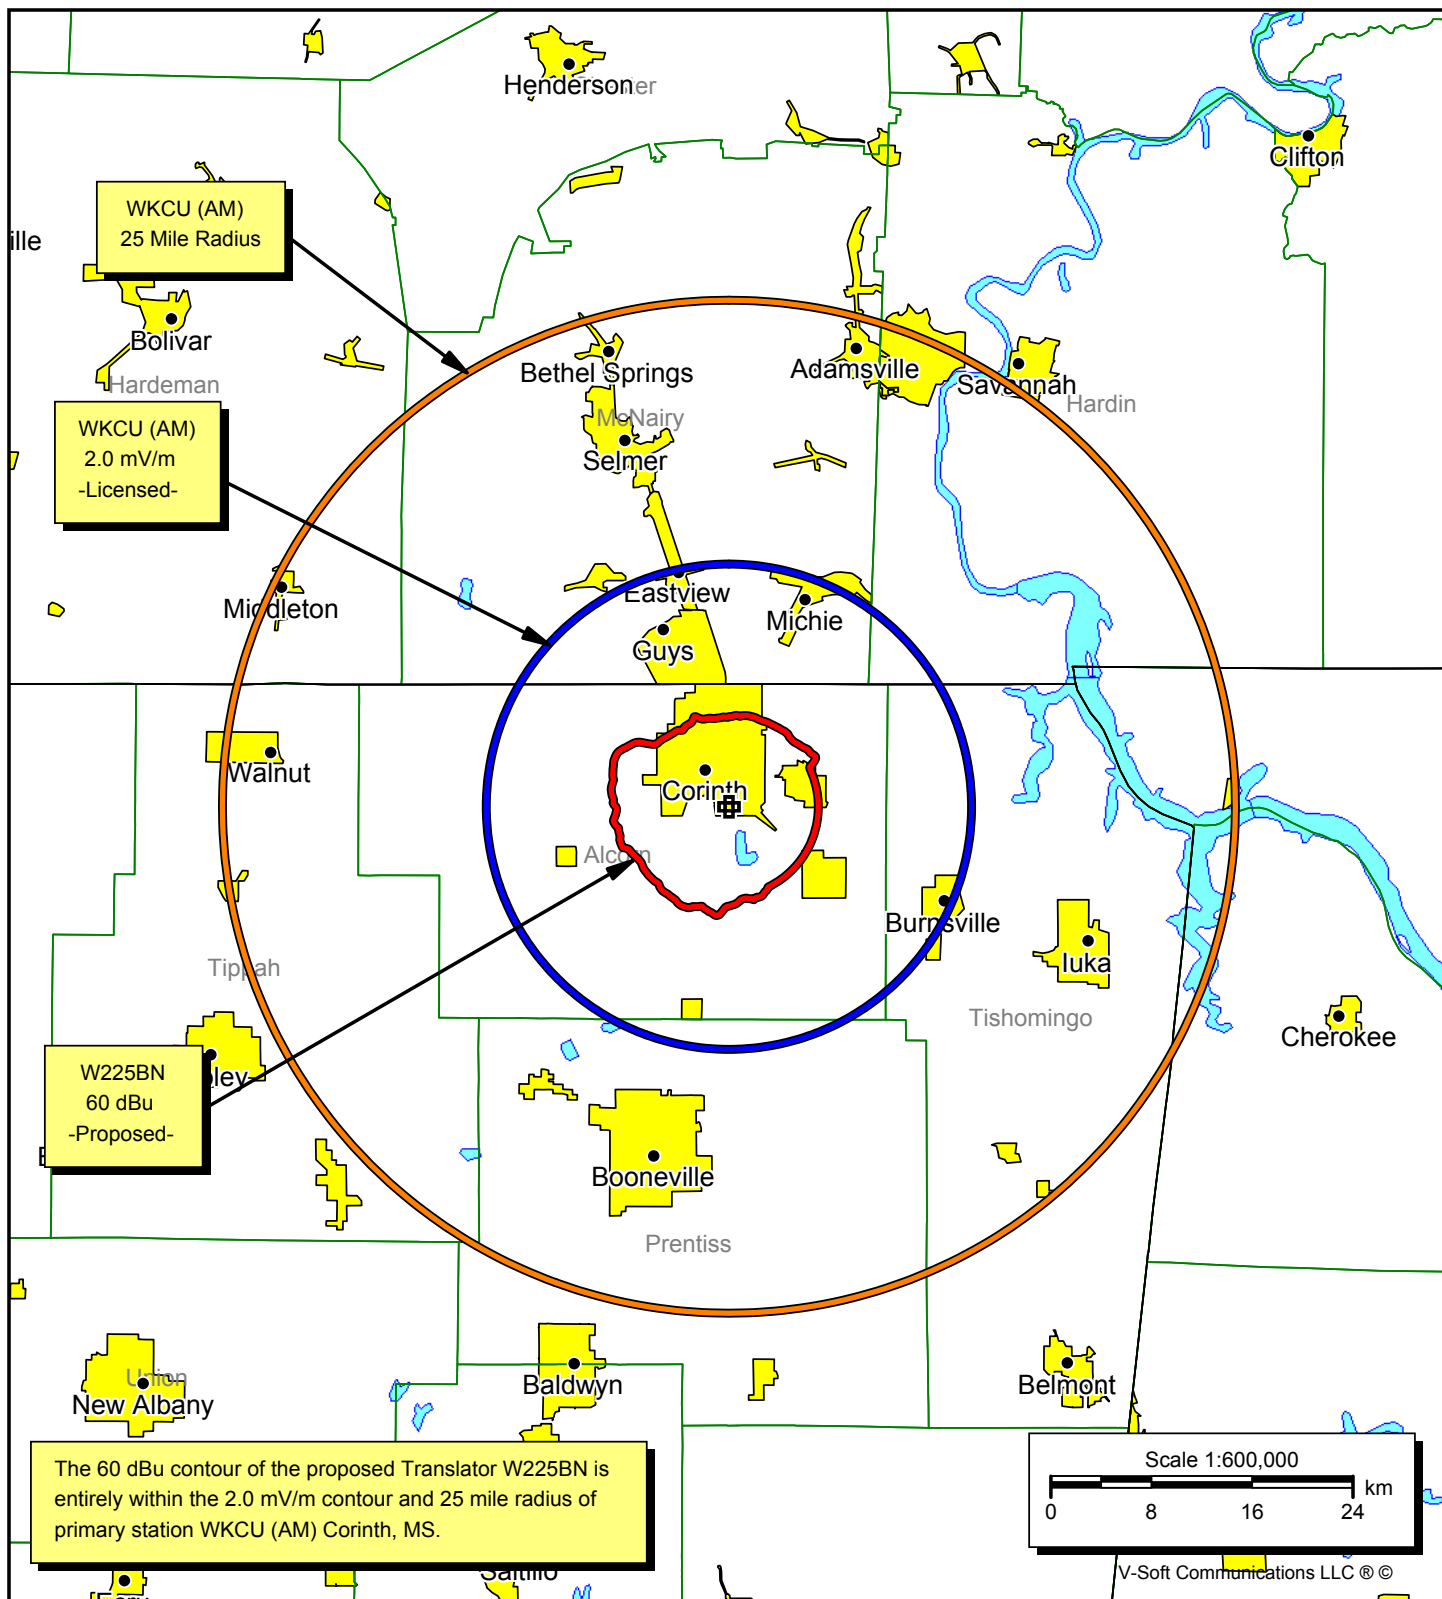 Henderson
Clifton
WKCU (AM)
25 Mile Radius
ille
Bolivar
Hardeman
Bethel Springs
Adamsville
Savannah
Hardin
McNairy
WKCU (AM)
2.0 mV/m
-Licensed-
Selmer
Middleton
Eastview
Michie
Guys
Walnut
Corinth
Alcorn
Burnsville
Iuka
Tippah
Tishomingo
Cherokee
W225BN
60 dBu
-Proposed-
pley
Booneville
Prentiss
Union
New Albany
Baldwyn
Belmont
The 60 dBu contour of the proposed Translator W225BN is
entirely within the 2.0 mV/m contour and 25 mile radius of
primary station WKCU (AM) Corinth, MS.
Scale 1:600,000
km
0 8 16 24
V-Soft Communications LLC ® ©
Saltillo